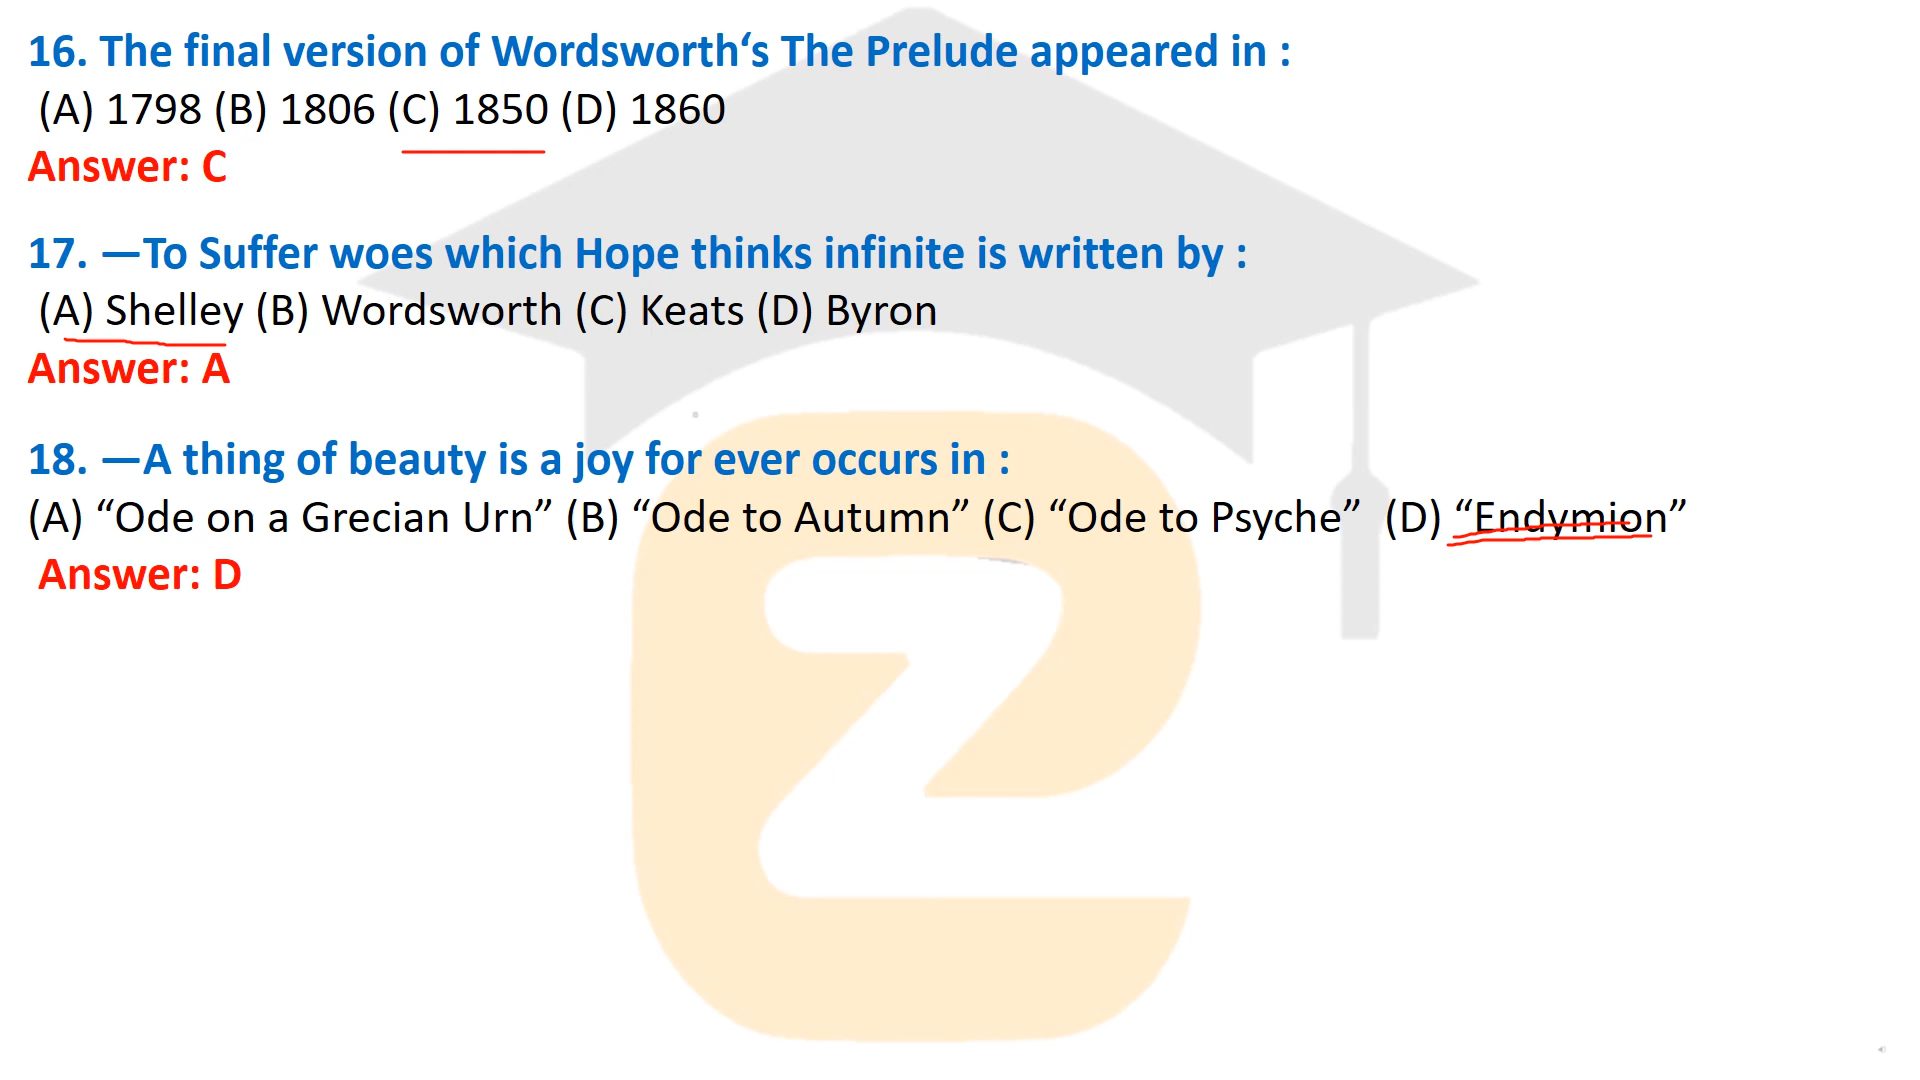 16. The final version of Wordsworth‘s The Prelude appeared in :
(A) 1798 (B) 1806 (C) 1850 (D) 1860
Answer: C
17. —To Suffer woes which Hope thinks infinite is written by :
(A) Shelley (B) Wordsworth (C) Keats (D) Byron
Answer: A
18. —A thing of beauty is a joy for ever occurs in :
(A) “Ode on a Grecian Urn” (B) “Ode to Autumn” (C) “Ode to Psyche” (D) “Endymion”
Answer: D